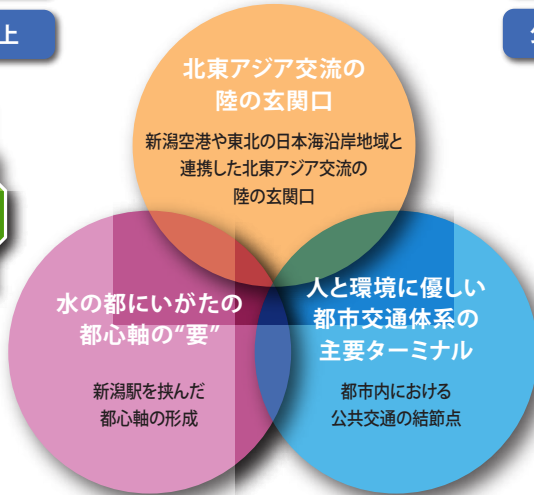 上
北東アジア交流の
陸の玄関口
新潟空港や東北の日本海沿岸地域と
連携した北東アジア交流の
陸の玄関口
水の都にいがたの
都心軸の“要”
新潟駅を挟んだ
都心軸の形成
人と環境に優しい
都市交通体系の
主要ターミナル
都市内における
公共交通の結節点